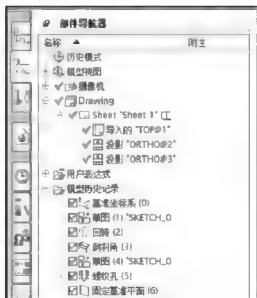 部件导航器
名称 附注
历史模式
模型视图
摄像机
Drawing
Sheet "Sheet 1"
导入的 "TOP@1"
投影 "ORTHO@2"
投影 "ORTHO@3"
用户表达式
模型历史记录
基准坐标系 (0)
草图 (1) "SKETCH_0
回转 (2)
倒斜角 (3)
草图 (4) "SKETCH_0
螺纹孔 (5)
固定基准平面 (6)